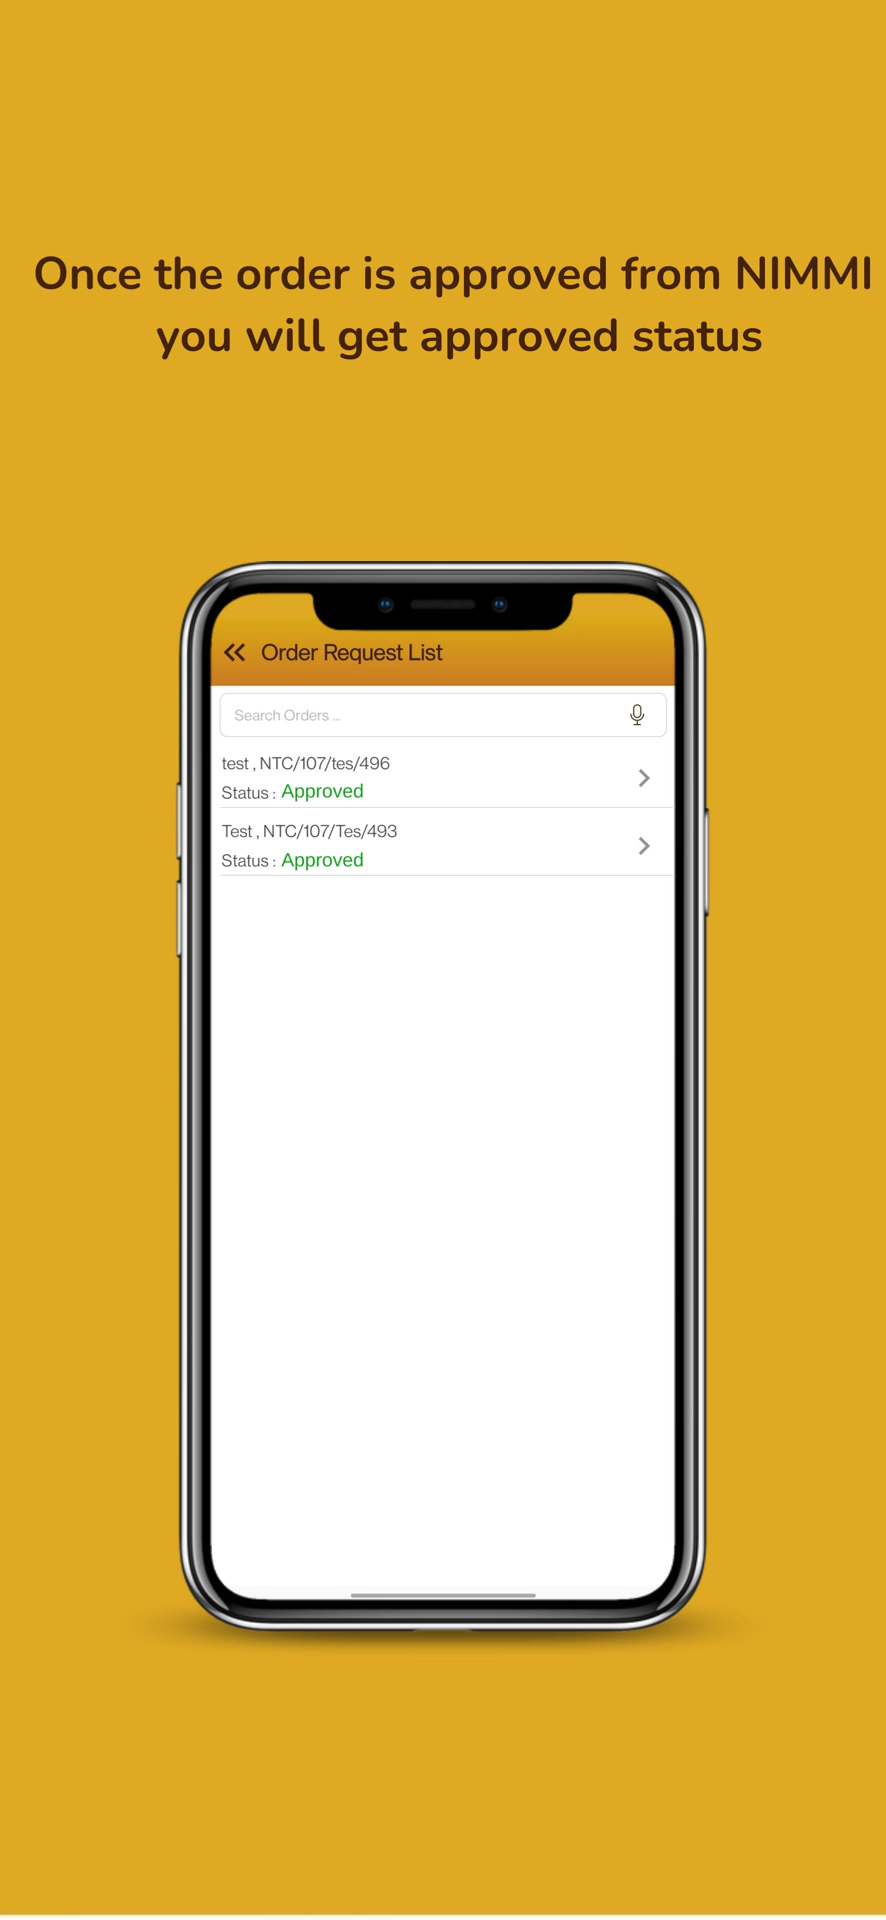 Once the order is approved from NIMMI
you will get approved status
Order Request List
Search Orders ...
test , NTC/107/tes/496
Status : Approved
Test , NTC/107/Tes/493
Status : Approved